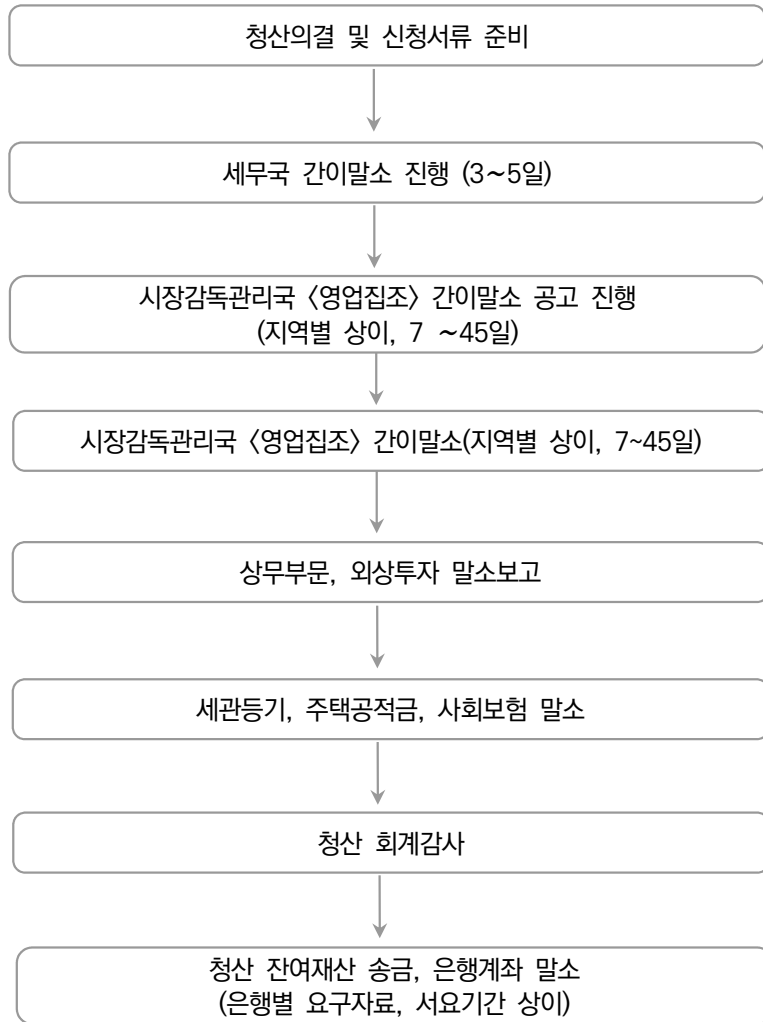 청산의결 및 신청서류 준비
세무국 간이말소 진행 (3～5일)
시장감독관리국 〈영업집조〉 간이말소 공고 진행
(지역별 상이, 7 ～45일)
시장감독관리국 〈영업집조〉 간이말소(지역별 상이, 7~45일)
상무부문, 외상투자 말소보고
세관등기, 주택공적금, 사회보험 말소
청산 회계감사
청산 잔여재산 송금, 은행계좌 말소
(은행별 요구자료, 서요기간 상이)